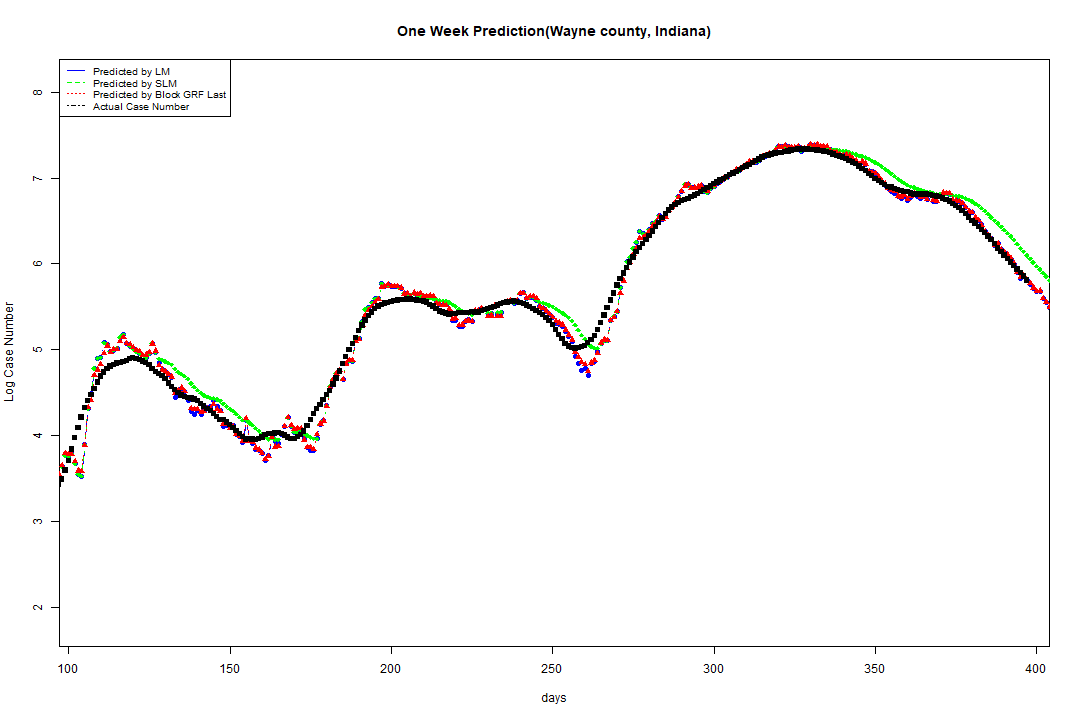 One Week Prediction(Wayne county, Indiana)
Predicted by LM
Predicted by SLM
Predicted by Block GRF Last
Actual Case Number
8
7
6
5
4
3
2
Log Case Number
100 150 200 250 300 350 400
days